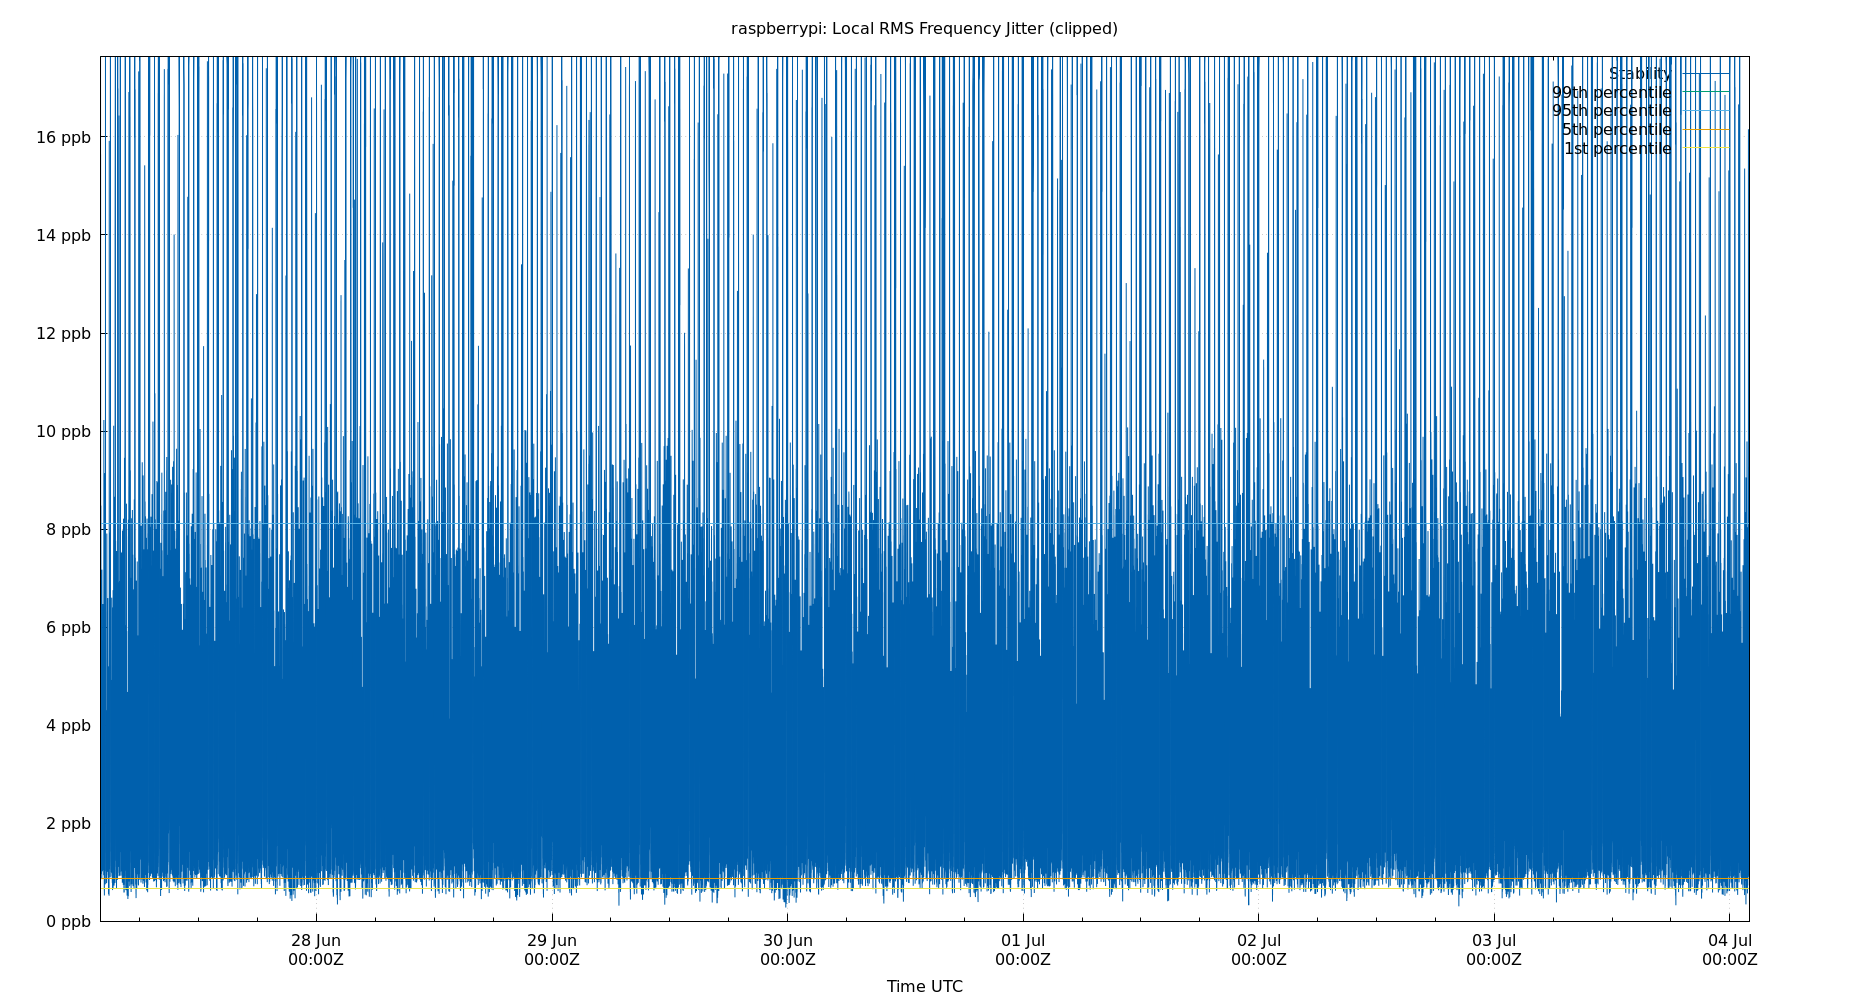 raspberrypi: Local RMS Frequency Jitter (clipped)
Stability
99th percentile
95th percentile
5th percentile
1st percentile
16 ppb
14 ppb
12 ppb
10 ppb
8 ppb
6 ppb
4 ppb
2 ppb
0 ppb
28 Jun 29 Jun 30 Jun 01 Jul 02 Jul 03 Jul 04 Jul
00:00Z 00:00Z 00:00Z 00:00Z 00:00Z 00:00Z 00:00Z
Time UTC